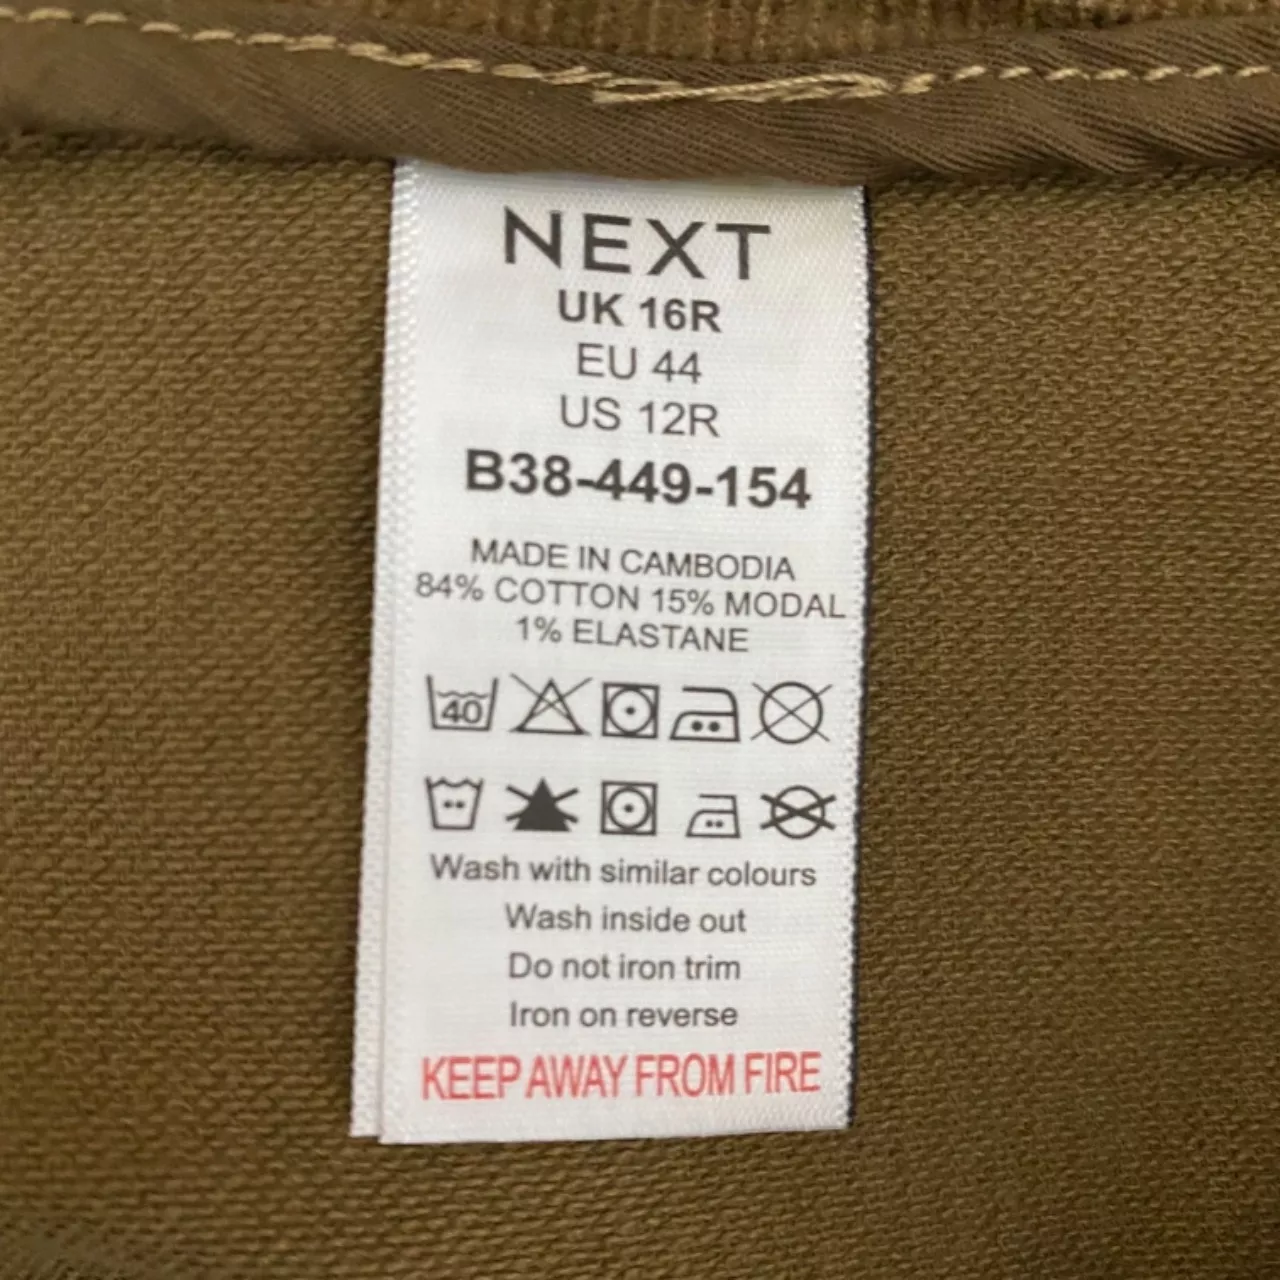 NEXT
UK 16R
EU 44
US 12R
B38-449-154
MADE IN CAMBODIA
84% COTTON 15% MODAL
1% ELASTANE
40
Wash with similar colours
Wash inside out
Do not iron trim
Iron on reverse
KEEP AWAY FROM FIRE